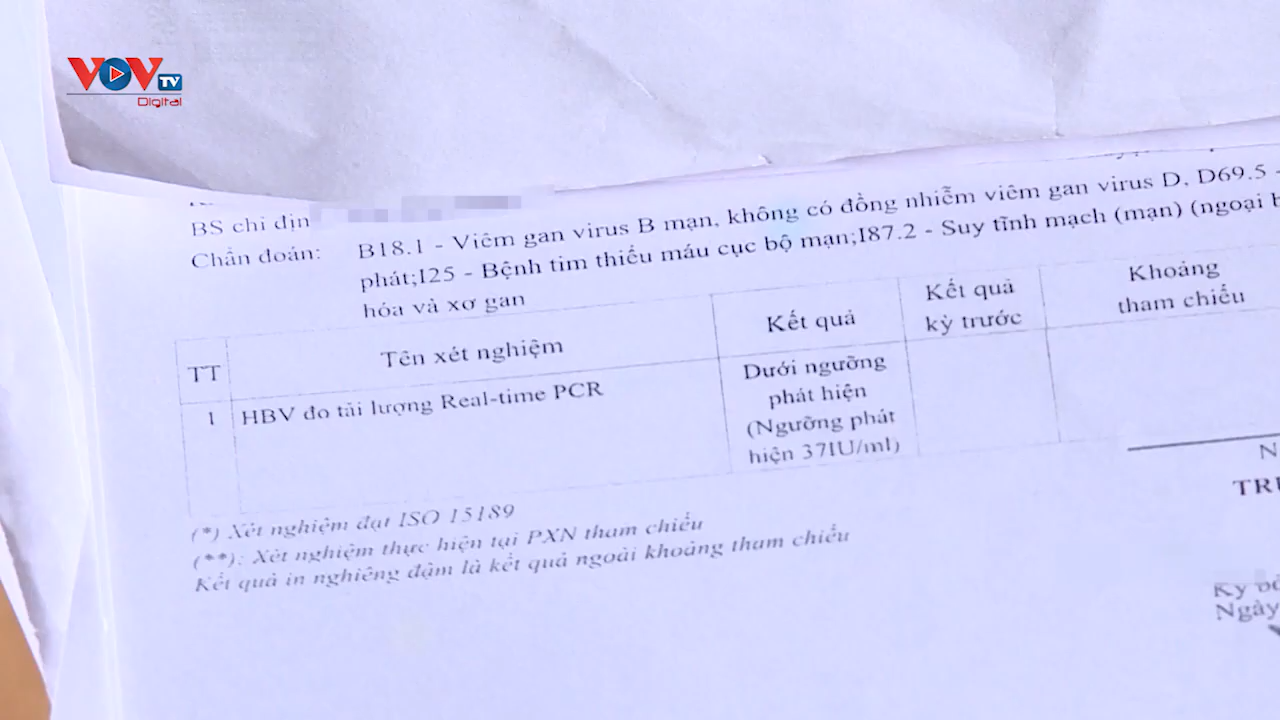 VOV TV
Digital
BS chỉ địn
Chẩn đoán:
B18.1 - Viêm gan virus B mạn, không có đồng nhiễm viêm gan virus D. D69.5 -
phát;I25 - Bệnh tim thiếu máu cục bộ mạn;I87.2 - Suy tĩnh mạch (mạn) (ngoại b
hóa và xơ gan
TT
Tên xét nghiệm
Kết quả
Kết quả
kỳ trước
Khoảng
tham chiếu
1
HBV đo tải lượng Real-time PCR
Dưới ngưỡng
phát hiện
(Ngưỡng phát
hiện 37IU/ml)
(*) Xét nghiệm đạt ISO 15189
(**): Xét nghiệm thực hiện tại PXN tham chiếu
Kết quả in nghiêng đậm là kết quả ngoài khoảng tham chiếu
N
Ngày